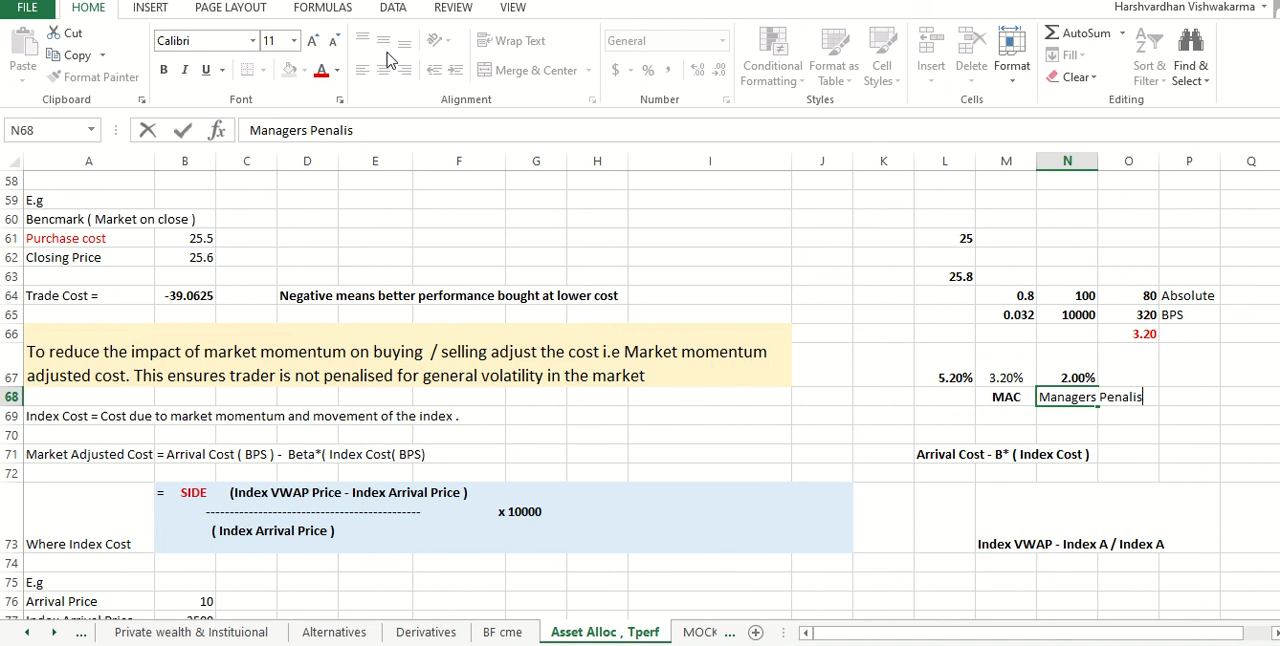 FILE HOME INSERT PAGE LAYOUT FORMULAS DATA REVIEW VIEW Harshvardhan Vishwakarma
Cut
Copy
Format Painter
Paste
Clipboard
Calibri 11
B I U A
Font
Wrap Text
Merge & Center
Alignment
General
$ % ,
Number
Conditional Formatting
Format as Table
Cell Styles
Styles
Insert Delete Format
Cells
AutoSum
Fill
Clear
Sort & Filter
Find & Select
Editing
N68 fx Managers Penalis
A B C D E F G H I J K L M N O P Q
58
59 E.g
60 Bencmark ( Market on close )
61 Purchase cost 25.5 25
62 Closing Price 25.6
63 25.8
64 Trade Cost = -39.0625 Negative means better performance bought at lower cost 0.8 100 80 Absolute
65 0.032 10000 320 BPS
66 3.20
To reduce the impact of market momentum on buying / selling adjust the cost i.e Market momentum
67 adjusted cost. This ensures trader is not penalised for general volatility in the market 5.20% 3.20% 2.00%
68 MAC Managers Penalis
69 Index Cost = Cost due to market momentum and movement of the index .
70
71 Market Adjusted Cost = Arrival Cost ( BPS ) - Beta*( Index Cost( BPS) Arrival Cost - B* ( Index Cost )
72
= SIDE (Index VWAP Price - Index Arrival Price )
-------------------------------------------- x 10000
( Index Arrival Price )
73 Where Index Cost Index VWAP - Index A / Index A
74
75 E.g
76 Arrival Price 10
77 Index Arrival Price 2500
... Private wealth & Instituional Alternatives Derivatives BF cme Asset Alloc , Tperf MOCK ...